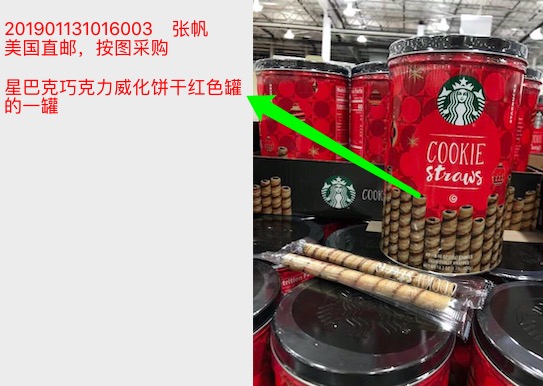 201901131016003 张帆
美国直邮，按图采购
星巴克巧克力威化饼干红色罐
的一罐
COOKIE
straws
COOK